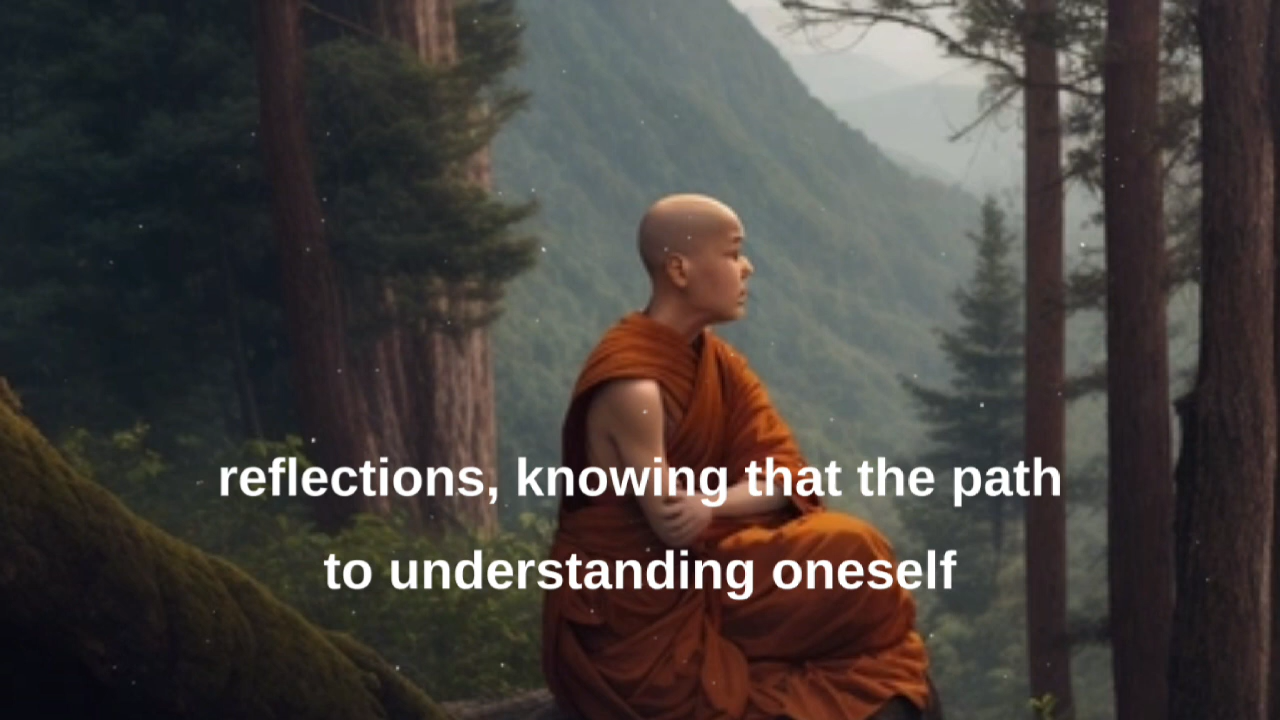 reflections, knowing that the path
to understanding oneself